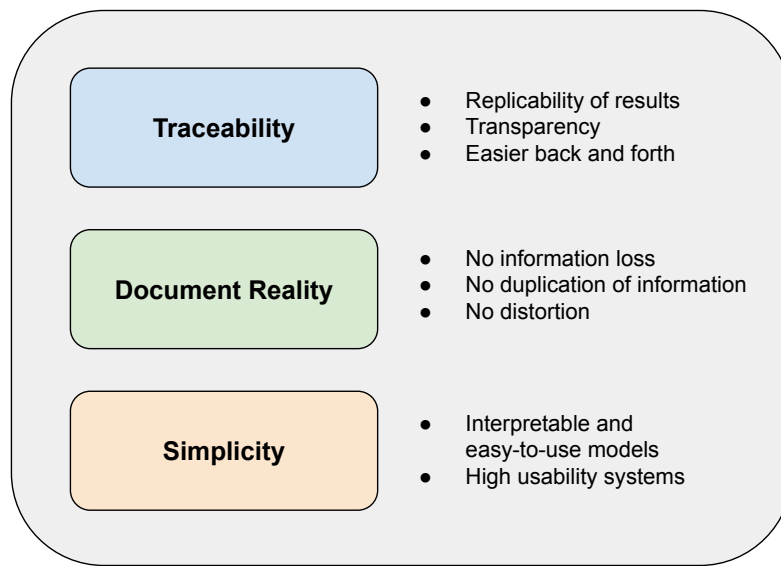 Traceability
● Replicability of results
● Transparency
● Easier back and forth
Document Reality
● No information loss
● No duplication of information
● No distortion
Simplicity
● Interpretable and
easy-to-use models
● High usability systems